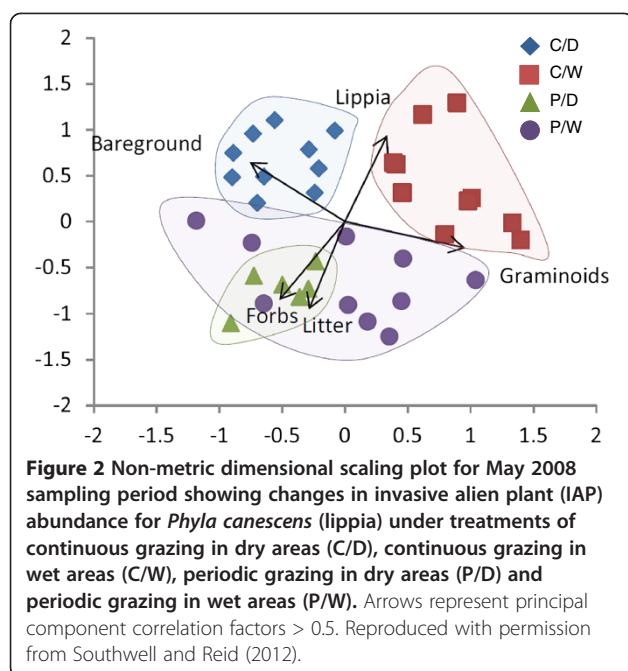 2
1.5
1
0.5
0
-0.5
-1
-1.5
-2
-2
-1.5
-1
-0.5
0
0.5
1
1.5
2
C/D
C/W
P/D
P/W
Lippia
Bareground
Graminoids
Forbs
Litter
Figure 2 Non-metric dimensional scaling plot for May 2008
sampling period showing changes in invasive alien plant (IAP)
abundance for Phyla canescens (lippia) under treatments of
continuous grazing in dry areas (C/D), continuous grazing in
wet areas (C/W), periodic grazing in dry areas (P/D) and
periodic grazing in wet areas (P/W). Arrows represent principal
component correlation factors > 0.5. Reproduced with permission
from Southwell and Reid (2012).